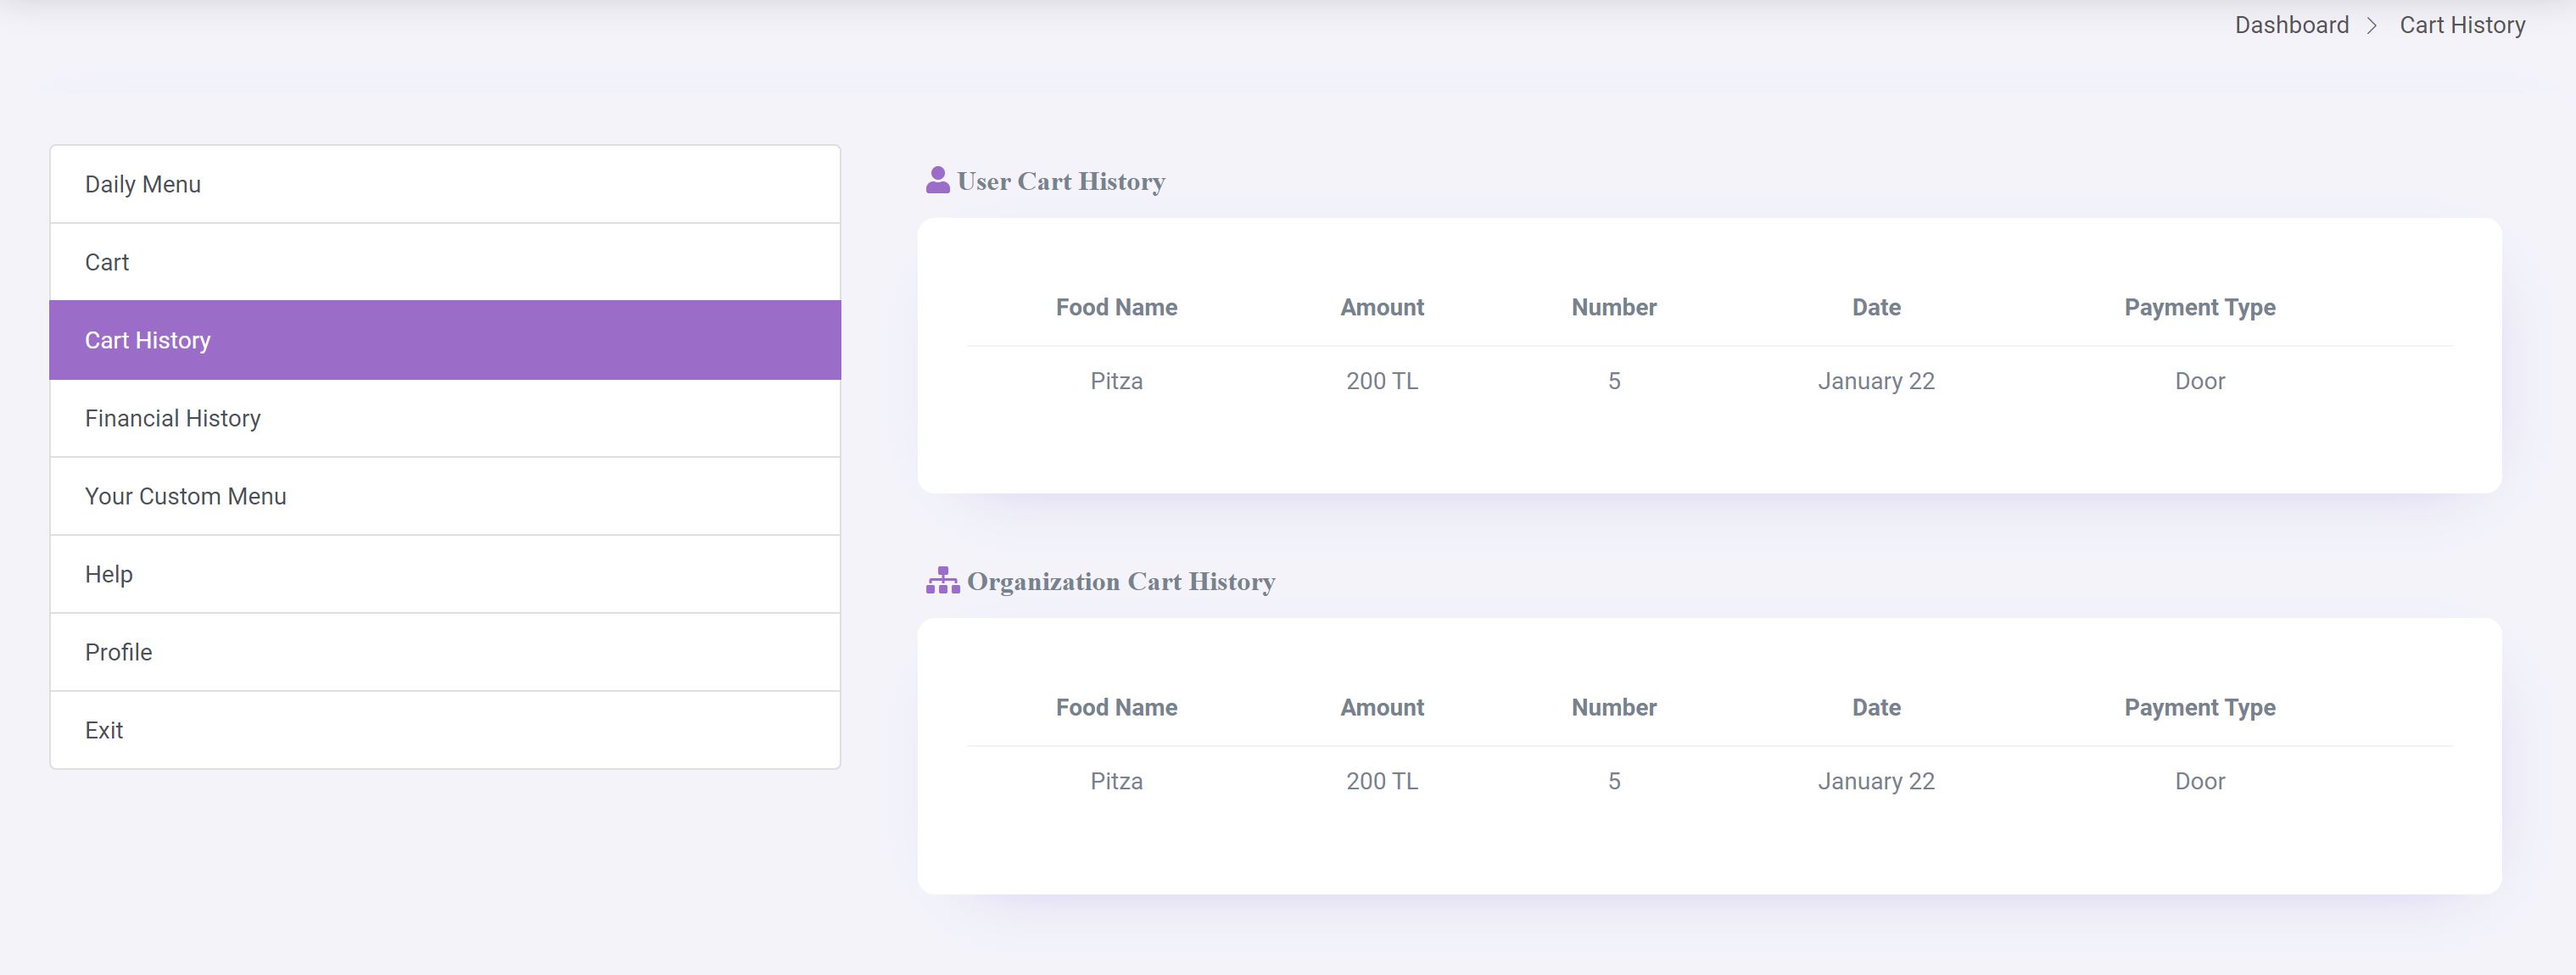 Dashboard > Cart History
Daily Menu
Cart
Cart History
Financial History
Your Custom Menu
Help
Profile
Exit
User Cart History
Food Name Amount Number Date Payment Type
Pitza 200 TL 5 January 22 Door
Organization Cart History
Food Name Amount Number Date Payment Type
Pitza 200 TL 5 January 22 Door